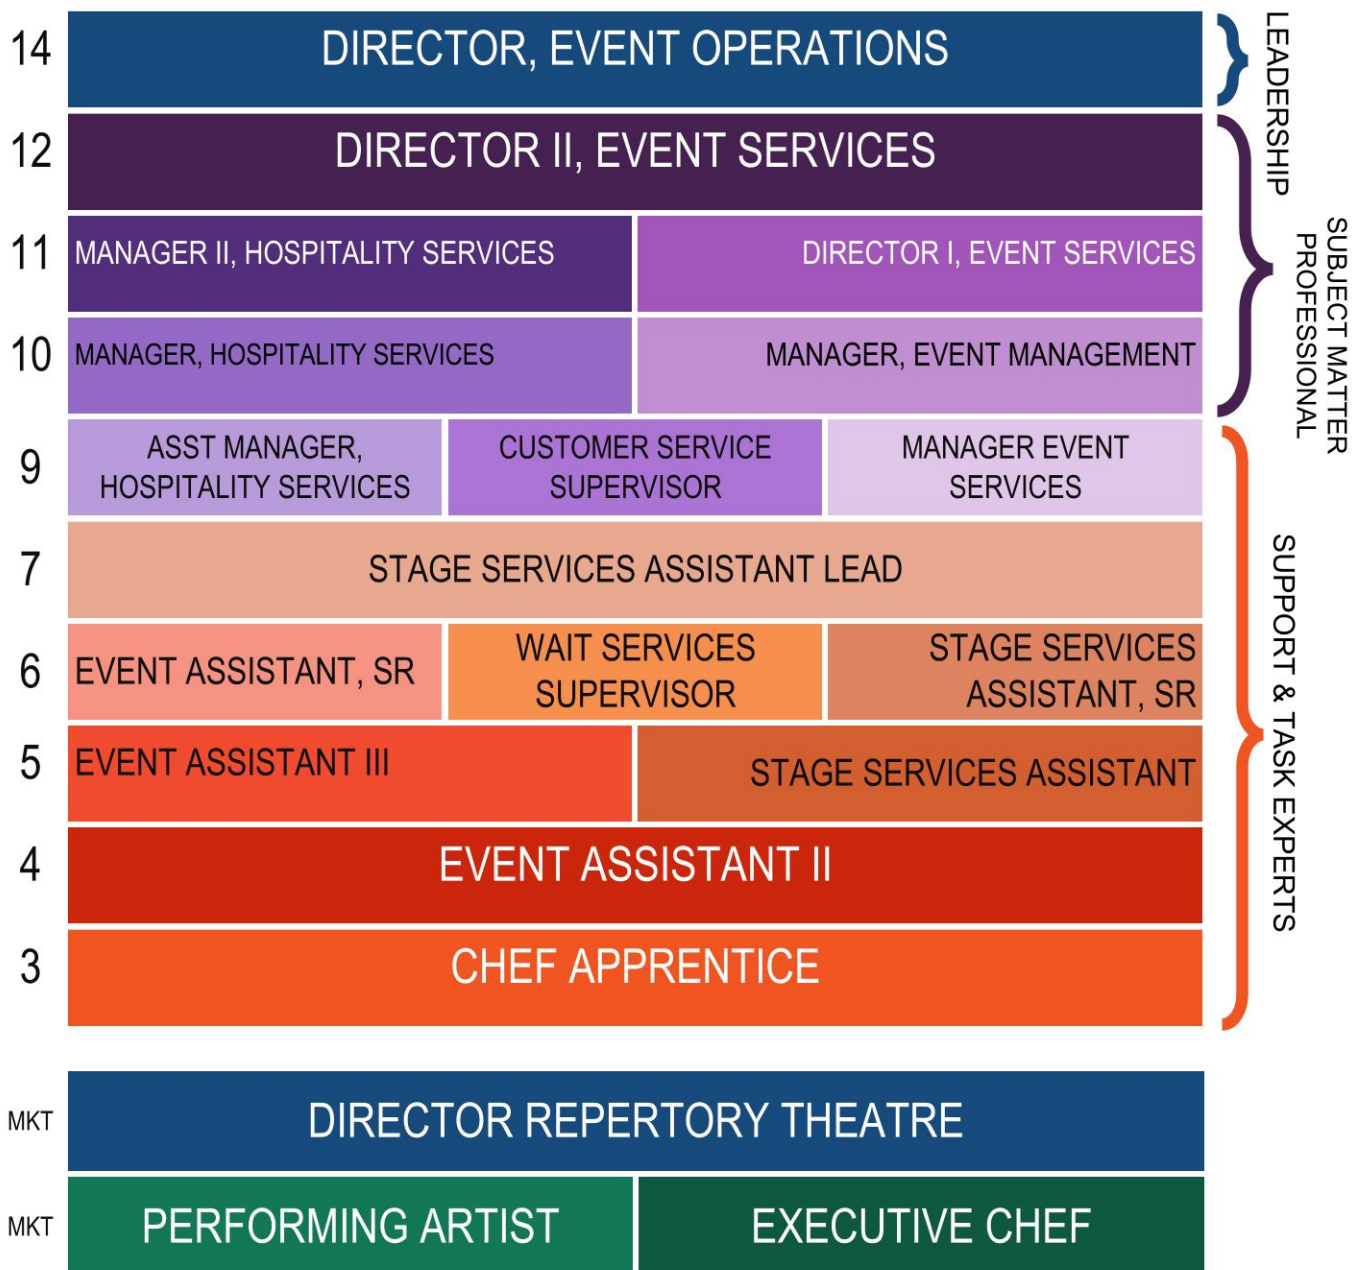 14
DIRECTOR, EVENT OPERATIONS
LEADERSHIP
12
DIRECTOR II, EVENT SERVICES
11
MANAGER II, HOSPITALITY SERVICES
DIRECTOR I, EVENT SERVICES
SUBJECT MATTER
PROFESSIONAL
10
MANAGER, HOSPITALITY SERVICES
MANAGER, EVENT MANAGEMENT
9
ASST MANAGER,
HOSPITALITY SERVICES
CUSTOMER SERVICE
SUPERVISOR
MANAGER EVENT
SERVICES
7
STAGE SERVICES ASSISTANT LEAD
SUPPORT & TASK EXPERTS
6
EVENT ASSISTANT, SR
WAIT SERVICES
SUPERVISOR
STAGE SERVICES
ASSISTANT, SR
5
EVENT ASSISTANT III
STAGE SERVICES ASSISTANT
4
EVENT ASSISTANT II
3
CHEF APPRENTICE
MKT
DIRECTOR REPERTORY THEATRE
MKT
PERFORMING ARTIST
EXECUTIVE CHEF